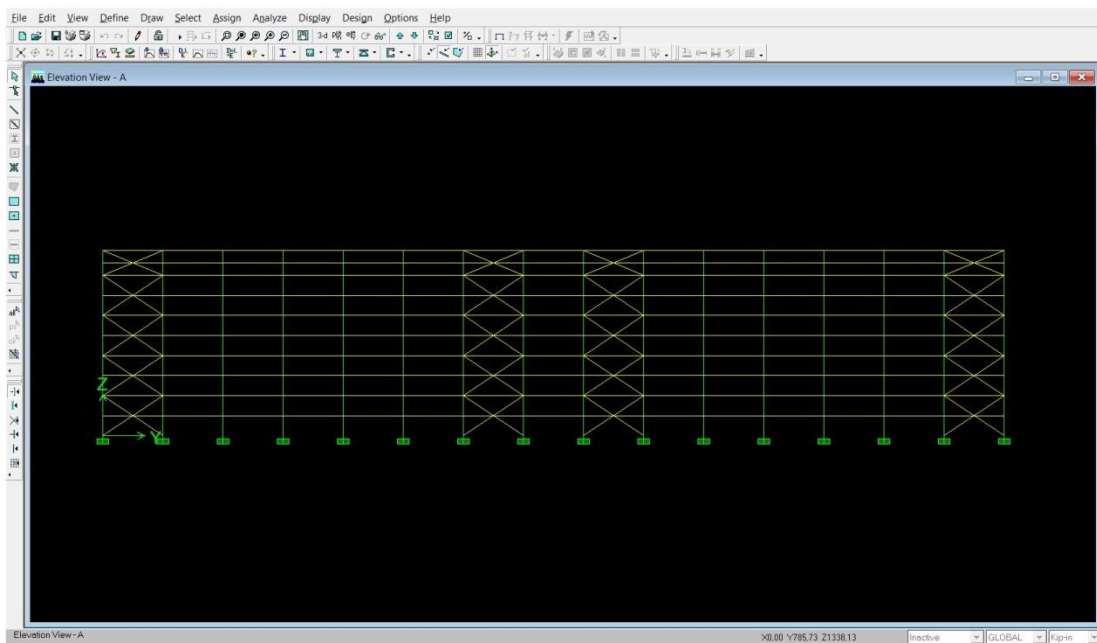 File Edit View Define Draw Select Assign Analyze Display Design Options Help
3-d
Elevation View - A
Z
Y
Elevation View - A
X0.00 Y785.73 Z1338.13
Inactive
GLOBAL
Kip-in